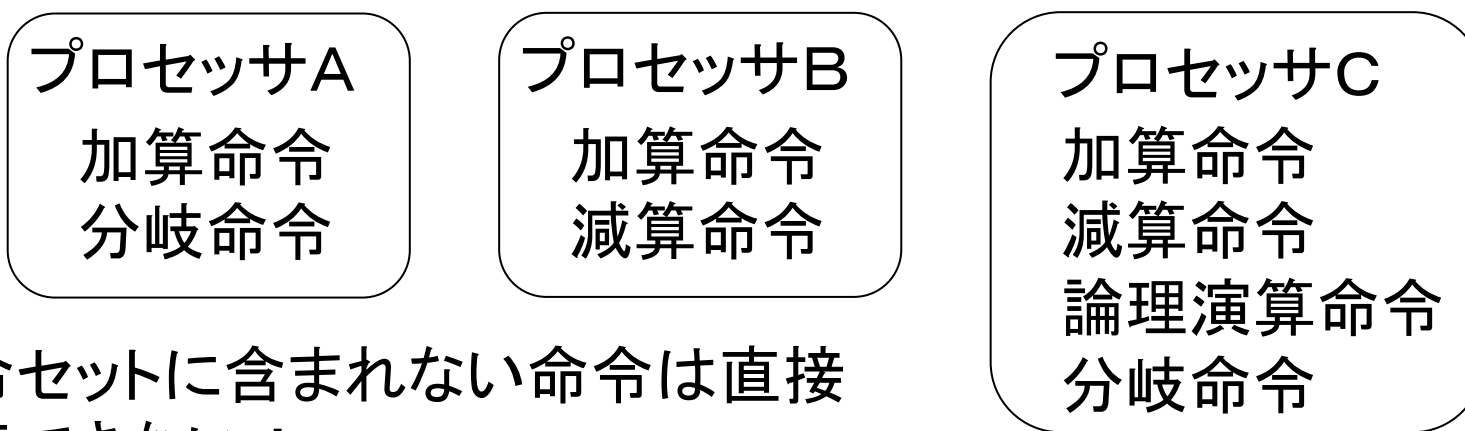 プロセッサA
加算命令
分岐命令
プロセッサB
加算命令
減算命令
プロセッサC
加算命令
減算命令
論理演算命令
分岐命令
セットに含まれない命令は直接